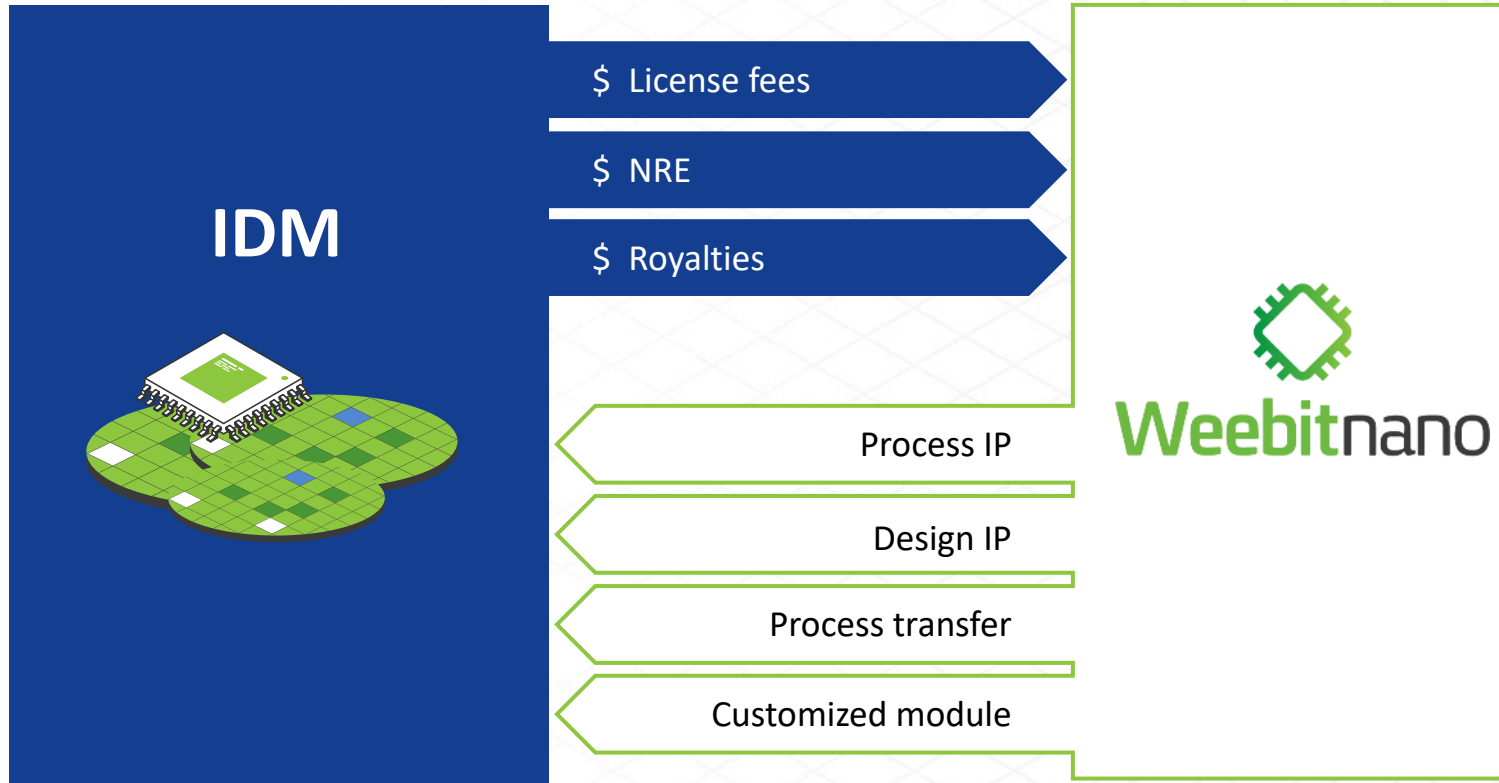 IDM
$ License fees
$ NRE
$ Royalties
Process IP
Design IP
Process transfer
Customized module
Weebitnano